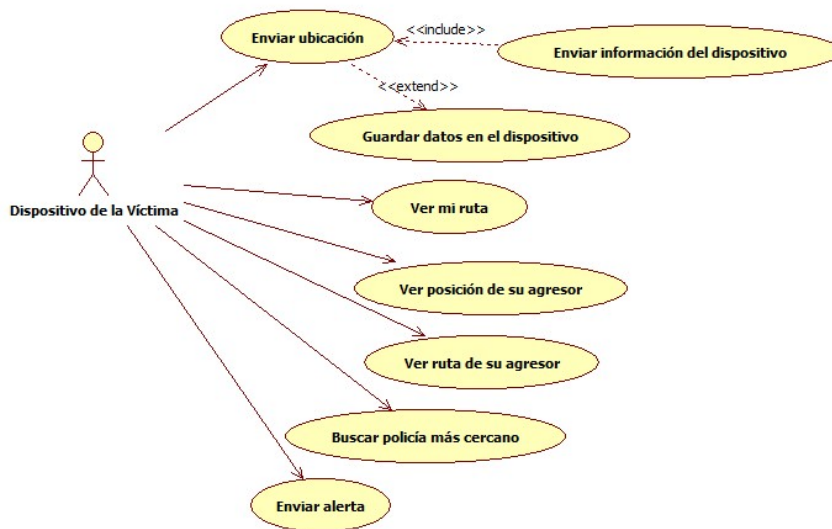 Enviar ubicación
<<include>>
Enviar información del dispositivo
<<extend>>
Guardar datos en el dispositivo
Dispositivo de la Víctima
Ver mi ruta
Ver posición de su agresor
Ver ruta de su agresor
Buscar policía más cercano
Enviar alerta